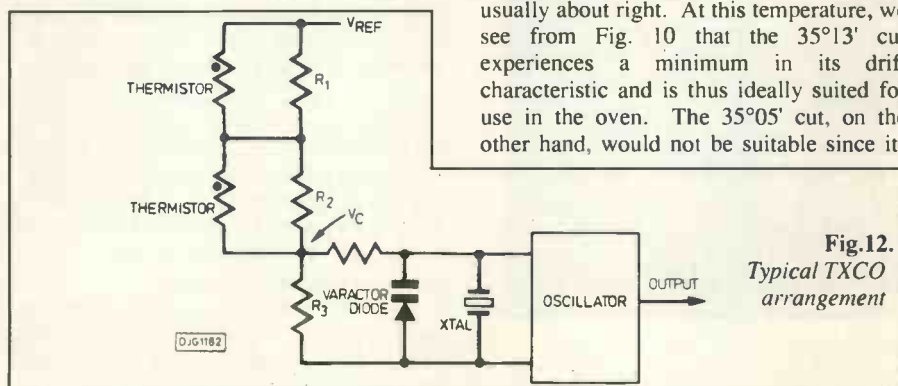 usually about right. At this temperature, we
see from Fig. 10 that the 35°13' cu
experiences a minimum in its drif
characteristic and is thus ideally suited fo
use in the oven. The 35°05' cut, on the
other hand, would not be suitable since it
VREF
THERMISTOR
R1
THERMISTOR
R2
VC
R3
VARACTOR
DIODE
XTAL
OSCILLATOR
OUTPUT
DJG1182
Fig.12.
Typical TXCO
arrangement